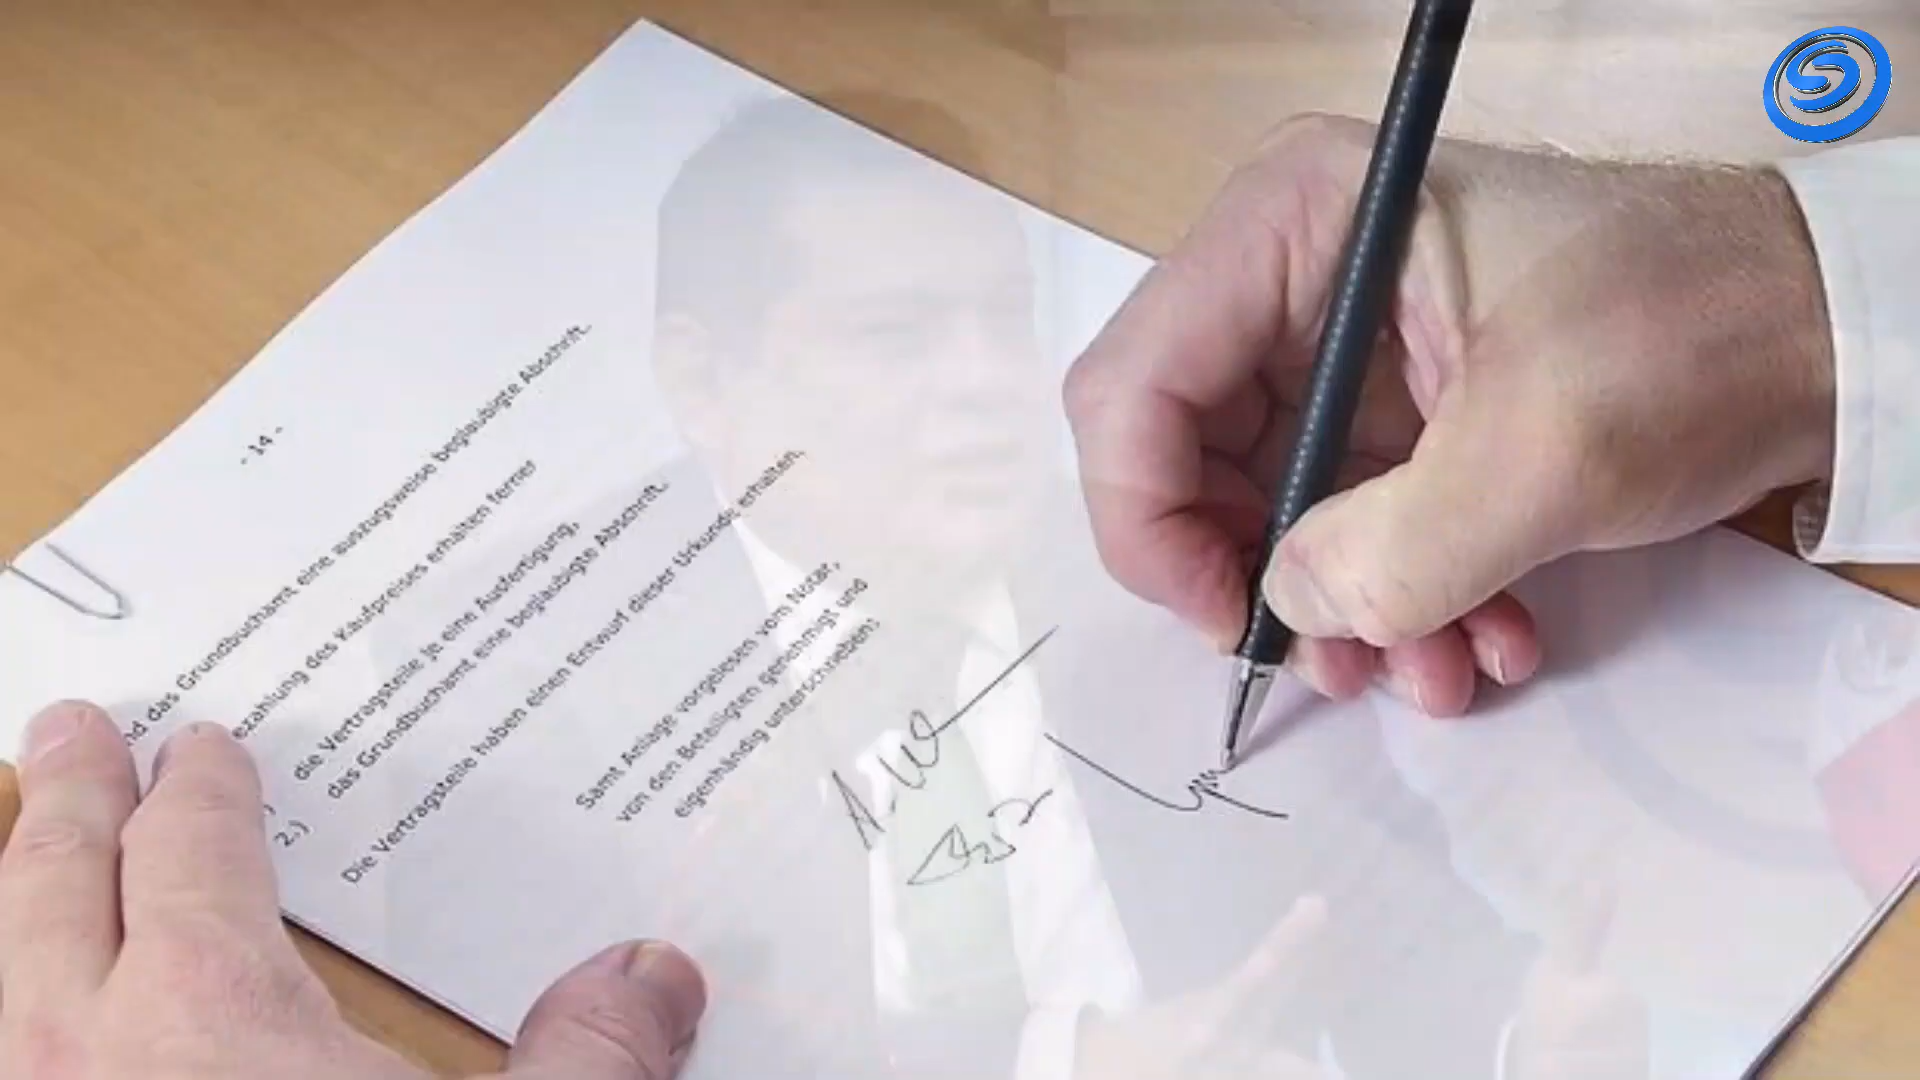 - 14 -
nd das Grundbuchamt eine auszugsweise beglaubigte Abschrift.
ezahlung des Kaufpreises erhalten ferner
) die Vertragsteile je eine Ausfertigung,
2.) das Grundbuchamt eine beglaubigte Abschrift.
Die Vertragsteile haben einen Entwurf dieser Urkunde erhalten.
Samt Anlage vorgelesen vom Notar,
von den Beteiligten genehmigt und
eigenhändig unterschrieben: